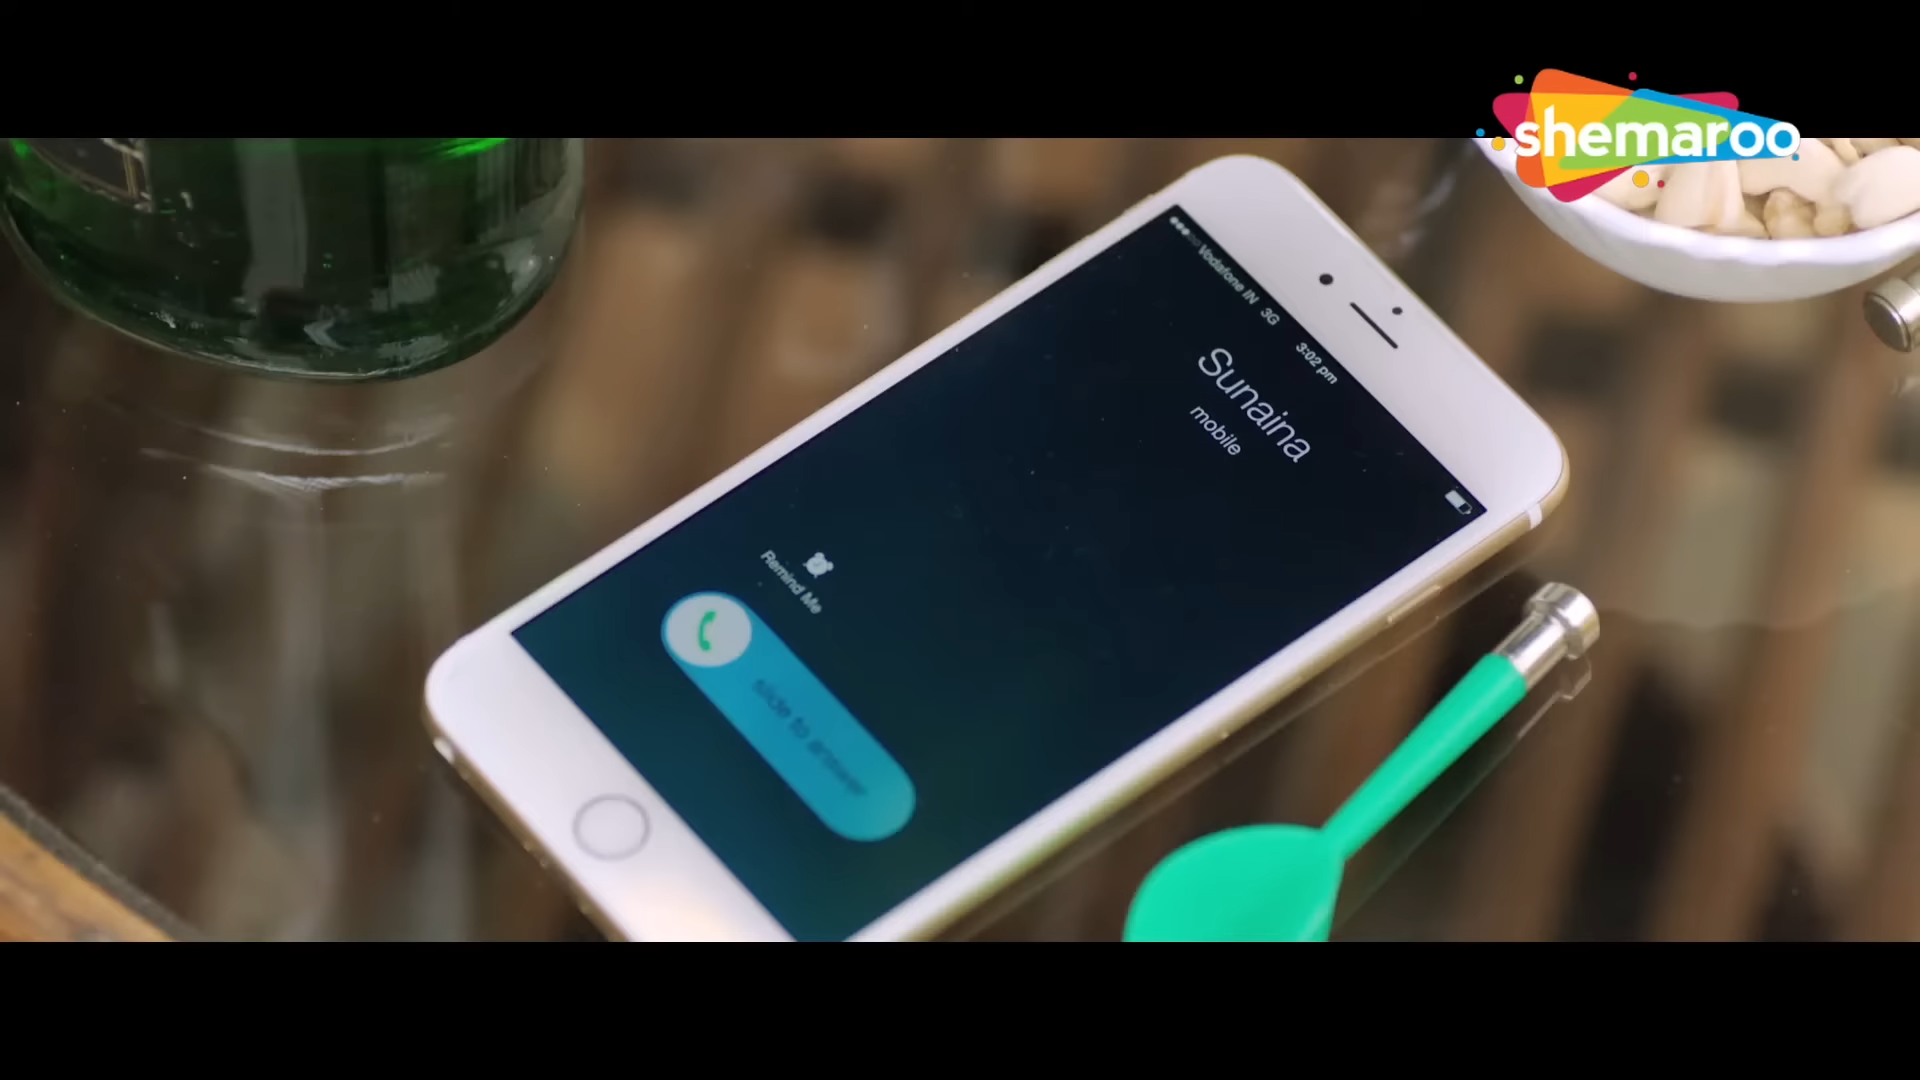 shemaroo
Vodafone IN 3G 3:02 pm
Sunaina
mobile
Remind Me
slide to answer